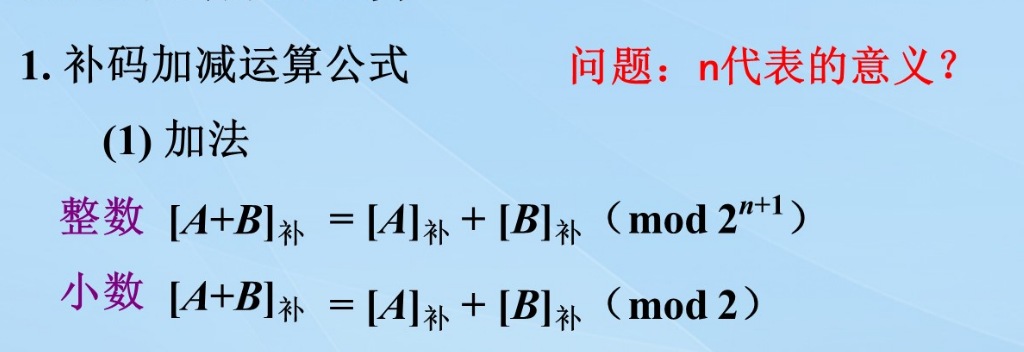 1. 补码加减运算公式 问题：n代表的意义？
(1) 加法
整数 [A+B]补 = [A]补 + [B]补（mod 2ⁿ⁺¹）
小数 [A+B]补 = [A]补 + [B]补（mod 2）